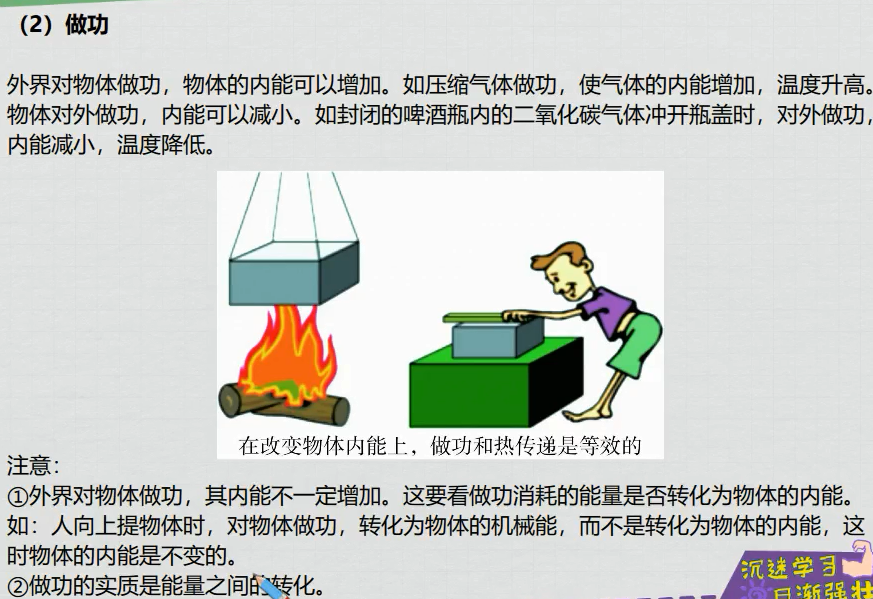 （2）做功
外界对物体做功，物体的内能可以增加。如压缩气体做功，使气体的内能增加，温度升高。
物体对外做功，内能可以减小。如封闭的啤酒瓶内的二氧化碳气体冲开瓶盖时，对外做功，
内能减小，温度降低。
在改变物体内能上，做功和热传递是等效的
注意：
①外界对物体做功，其内能不一定增加。这要看做功消耗的能量是否转化为物体的内能。
如：人向上提物体时，对物体做功，转化为物体的机械能，而不是转化为物体的内能，这
时物体的内能是不变的。
②做功的实质是能量之间的转化。
沉迷学习
日渐强壮